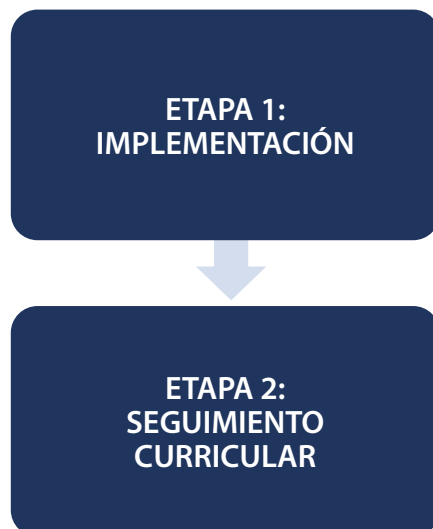 ETAPA 1:
IMPLEMENTACIÓN
ETAPA 2:
SEGUIMIENTO
CURRICULAR